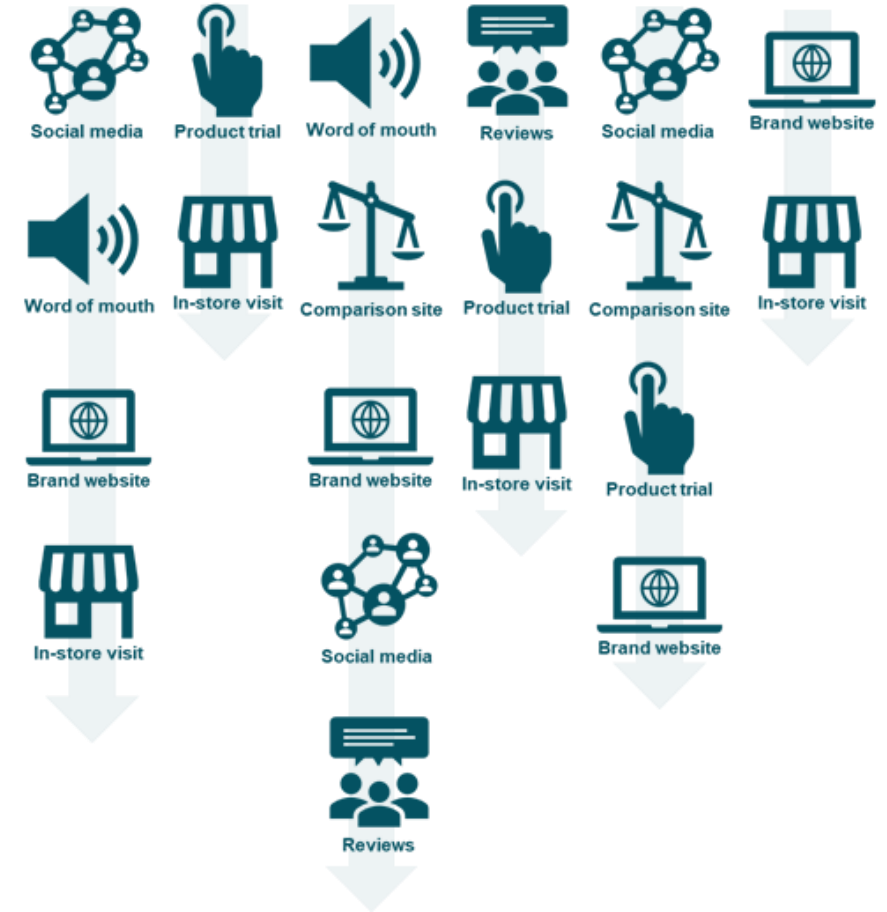 Social media
Product trial
Word of mouth
Reviews
Social media
Brand website
Word of mouth
In-store visit
Comparison site
Product trial
Comparison site
In-store visit
Brand website
Brand website
In-store visit
Product trial
In-store visit
Social media
Brand website
Reviews